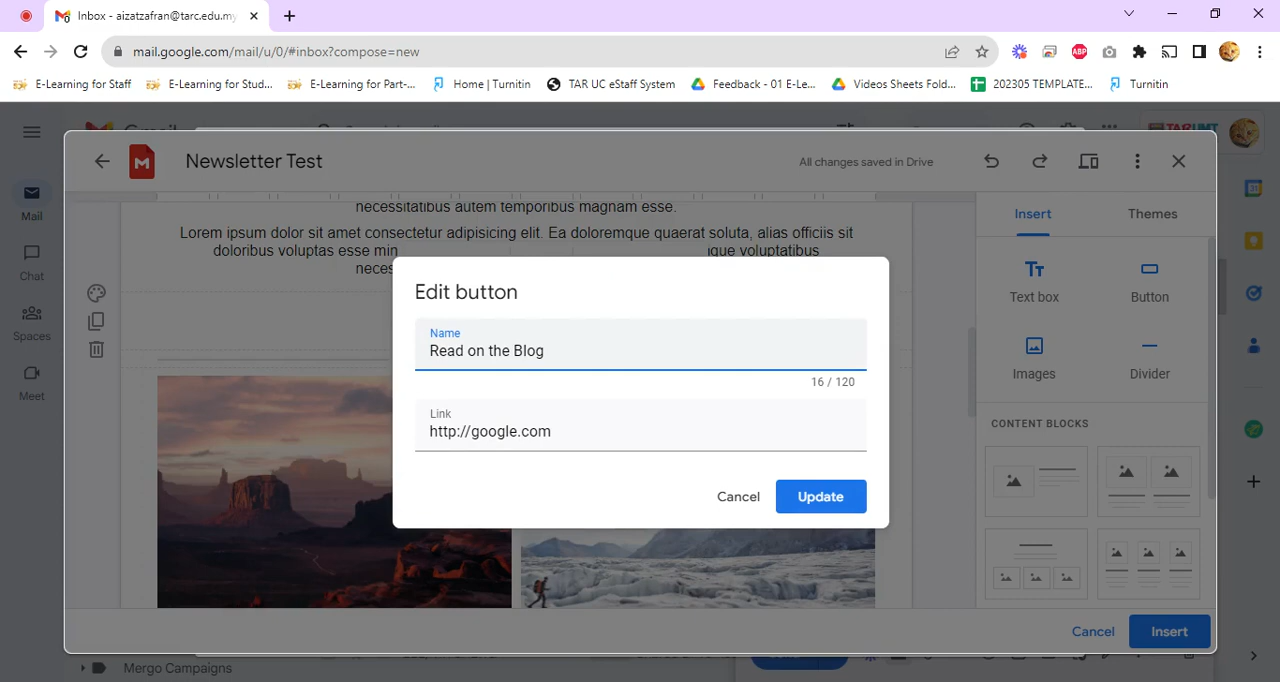 Inbox - aizatzafran@tarc.edu.my
mail.google.com/mail/u/0/#inbox?compose=new
ABP
E-Learning for Staff
E-Learning for Stud...
E-Learning for Part-...
Home | Turnitin
TAR UC eStaff System
Feedback - 01 E-Le...
Videos Sheets Fold...
202305 TEMPLATE...
Turnitin
Mail
Chat
Spaces
Meet
Newsletter Test
All changes saved in Drive
necessitatibus autem temporibus magnam esse.
Lorem ipsum dolor sit amet consectetur adipisicing elit. Ea doloremque quaerat soluta, alias officiis sit
doloribus voluptas esse min
ique voluptatibus
neces
Edit button
Name
Read on the Blog
16 / 120
Link
http://google.com
Cancel
Update
Insert
Themes
Text box
Button
Images
Divider
CONTENT BLOCKS
Cancel
Insert
Mergo Campaigns